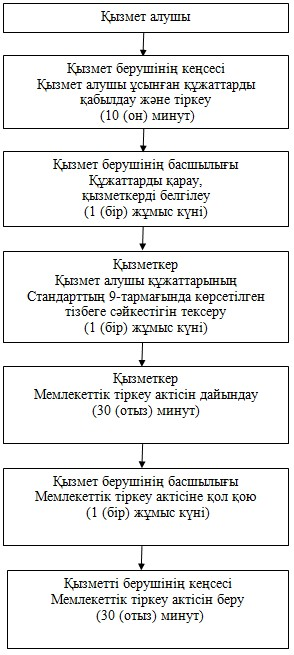 Қызмет алушы
Қызмет берушінің кеңсесі
Қызмет алушы ұсынған құжаттарды
қабылдау және тіркеу
(10 (он) минут)
Қызмет берушінің басшылығы
Құжаттарды қарау,
қызметкерді белгілеу
(1 (бір) жұмыс күні)
Қызметкер
Қызмет алушы құжаттарының
Стандарттың 9-тармағында көрсетілген
тізбеге сәйкестігін тексеру
(1 (бір) жұмыс күні)
Қызметкер
Мемлекеттік тіркеу актісін дайындау
(30 (отыз) минут)
Қызмет берушінің басшылығы
Мемлекеттік тіркеу актісіне қол қою
(1 (бір) жұмыс күні)
Қызметті берушінің кеңсесі
Мемлекеттік тіркеу актісін беру
(30 (отыз) минут)